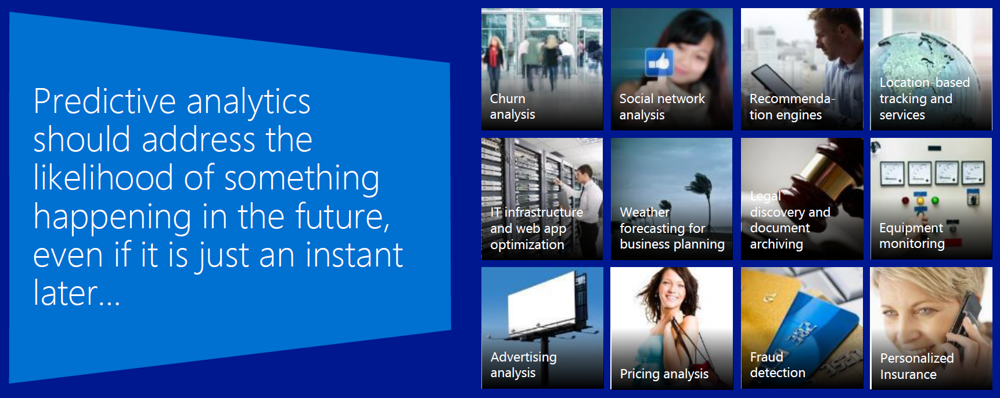 Predictive analytics
should address the
likelihood of something
happening in the future,
even if it is just an instant
later...
Churn
analysis
Social network
analysis
Recommenda-
tion engines
Location-based
tracking and
services
IT infrastructure
and web app
optimization
Weather
forecasting for
business planning
Legal
discovery and
document
archiving
Equipment
monitoring
Advertising
analysis
Pricing analysis
Fraud
detection
Personalized
Insurance